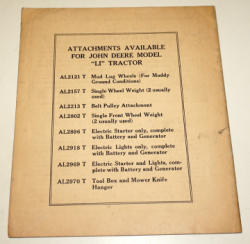 ATTACHMENTS AVAILABLE
FOR JOHN DEERE MODEL
"LI" TRACTOR
AL2121 T Mud Lug Wheels (For Muddy
Ground Conditions)
AL2157 T Single Wheel Weight (2 usually
used)
AL2213 T Belt Pulley Attachment
AL2802 T Single Front Wheel Weight
(2 usually used)
AL2806 T Electric Starter only, complete
with Battery and Generator
AL2918 T Electric Lights only, complete
with Battery and Generator
AL2969 T Electric Starter and Lights, com-
plete with Battery and Generator
AL2970 T Tool Box and Mower Knife
Hanger